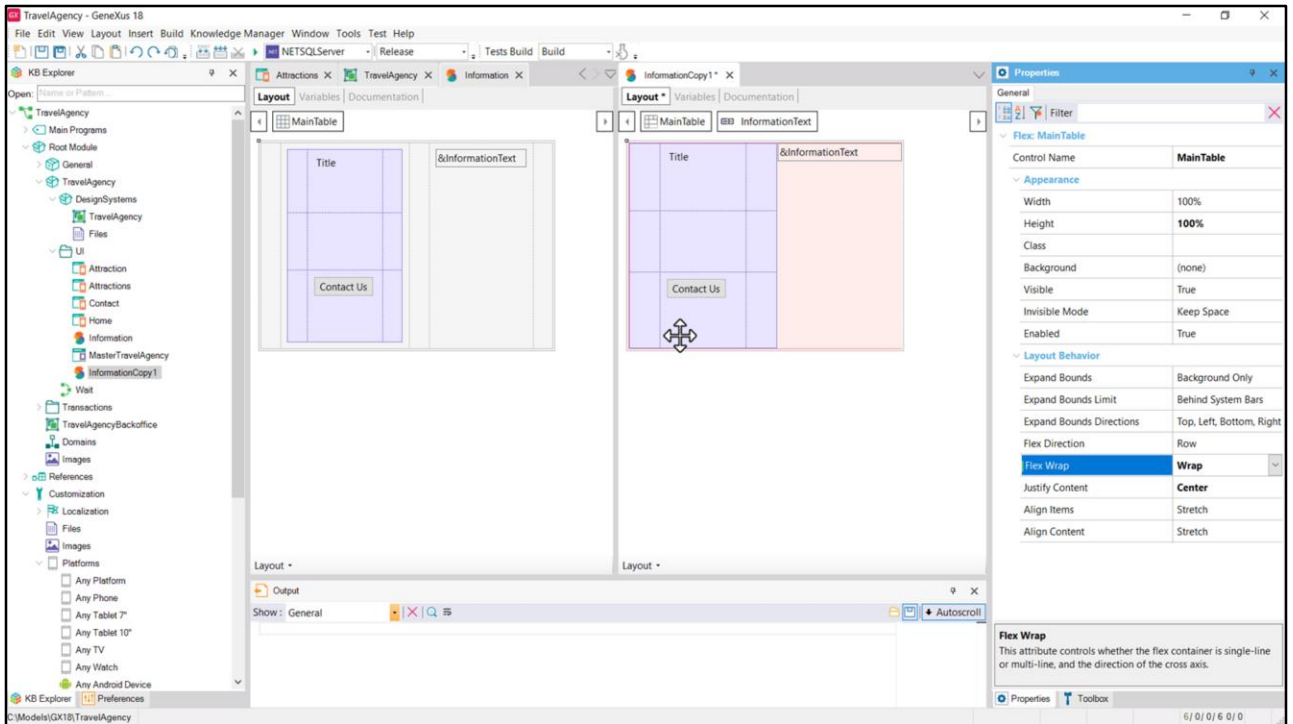 TravelAgency - GeneXus 18
File Edit View Layout Insert Build Knowledge Manager Window Tools Test Help
NETSQLServer Release Tests Build Build
KB Explorer
Open: Name or Pattern...
TravelAgency
Main Programs
Root Module
General
TravelAgency
DesignSystems
TravelAgency
Files
UI
Attraction
Attractions
Contact
Home
Information
MasterTravelAgency
InformationCopy1
Wait
Transactions
TravelAgencyBackoffice
Domains
Images
References
Customization
Localization
Files
Images
Platforms
Any Platform
Any Phone
Any Tablet 7"
Any Tablet 10"
Any TV
Any Watch
Any Android Device
KB Explorer Preferences
Attractions TravelAgency Information
Layout Variables Documentation
MainTable
Title
&InformationText
Contact Us
Layout
InformationCopy1*
Layout * Variables Documentation
MainTable InformationText
Title
&InformationText
Contact Us
Layout
Output
Show: General Autoscroll
Properties
General
Filter
Flex: MainTable
Control Name MainTable
Appearance
Width 100%
Height 100%
Class
Background (none)
Visible True
Invisible Mode Keep Space
Enabled True
Layout Behavior
Expand Bounds Background Only
Expand Bounds Limit Behind System Bars
Expand Bounds Directions Top, Left, Bottom, Right
Flex Direction Row
Flex Wrap Wrap
Justify Content Center
Align Items Stretch
Align Content Stretch
Flex Wrap
This attribute controls whether the flex container is single-line
or multi-line, and the direction of the cross axis.
Properties Toolbox
C:\Models\GX18\TravelAgency 6/0/0/6 0/0